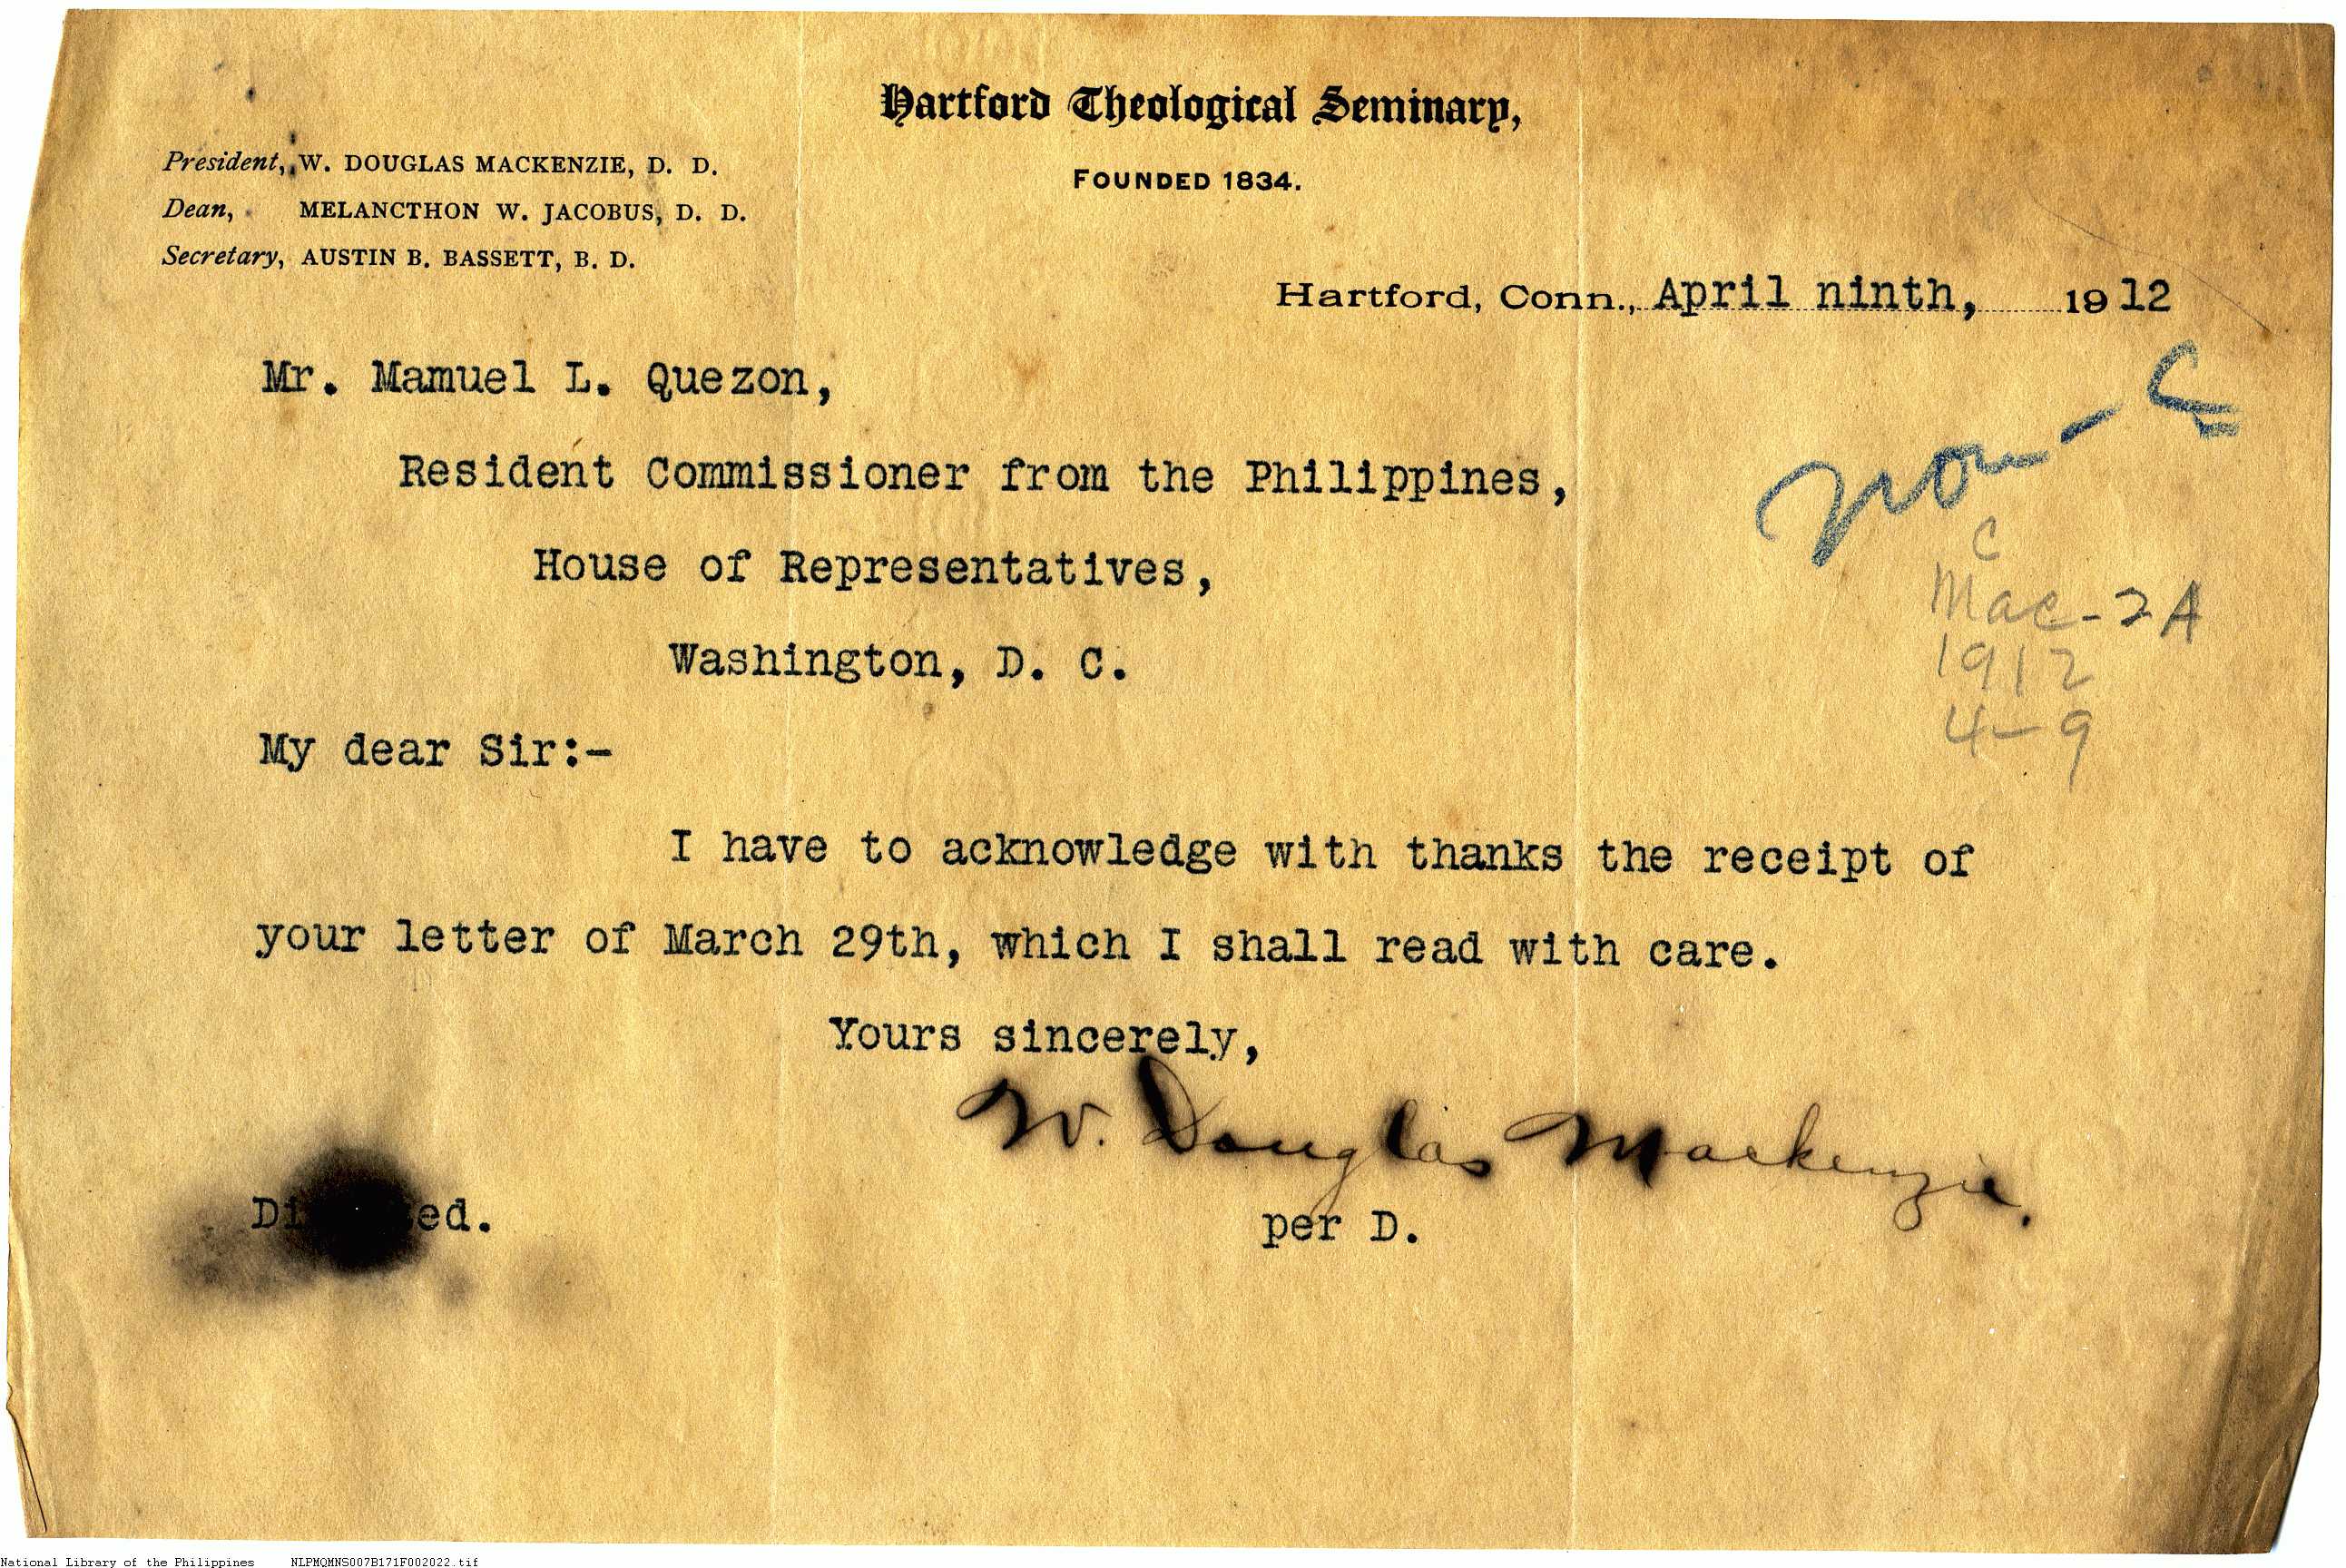 Hartford Theological Seminary,
FOUNDED 1834.
President, W. DOUGLAS MACKENZIE, D. D.
Dean, MELANCTHON W. JACOBUS, D. D.
Secretary, AUSTIN B. BASSETT, B. D.
Hartford, Conn., April ninth, 1912
Mr. Mamuel L. Quezon,
Resident Commissioner from the Philippines,
House of Representatives,
Washington, D. C.
C
Mac-2A
1912
4-9
My dear Sir:-
I have to acknowledge with thanks the receipt of
your letter of March 29th, which I shall read with care.
Yours sincerely,
W. Douglas Mackenzie.
per D.
National Library of the Philippines NLPMQMNS007B171F002022.tif